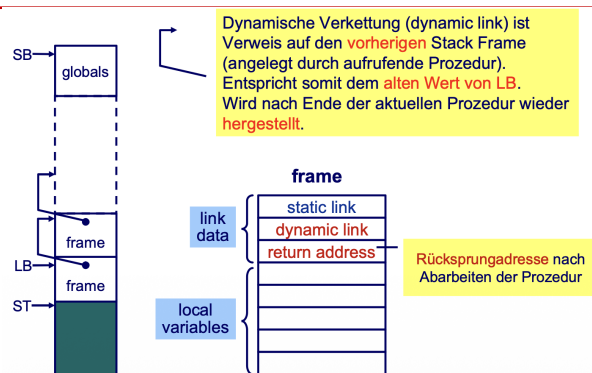 Dynamische Verkettung (dynamic link) ist
Verweis auf den vorherigen Stack Frame
(angelegt durch aufrufende Prozedur).
Entspricht somit dem alten Wert von LB.
Wird nach Ende der aktuellen Prozedur wieder
hergestellt.
SB
globals
frame
LB
frame
ST
frame
link
data
static link
dynamic link
return address
local
variables
Rücksprungadresse nach
Abarbeiten der Prozedur